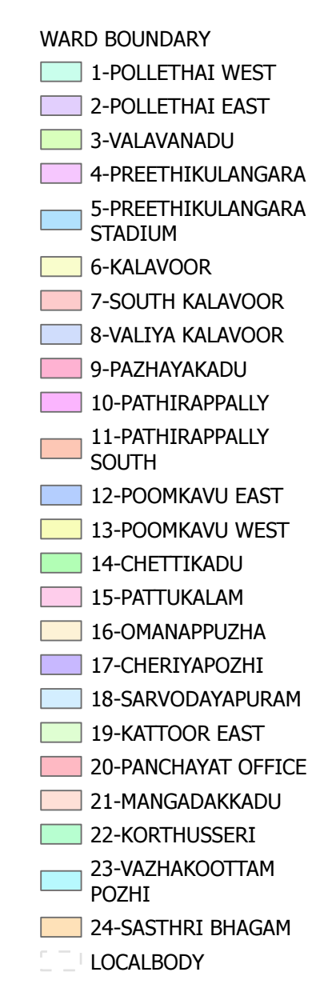 WARD BOUNDARY
1-POLLETHAI WEST
2-POLLETHAI EAST
3-VALAVANADU
4-PREETHIKULANGARA
5-PREETHIKULANGARA
STADIUM
6-KALAVOOR
7-SOUTH KALAVOOR
8-VALIYA KALAVOOR
9-PAZHAYAKADU
10-PATHIRAPPALLY
11-PATHIRAPPALLY
SOUTH
12-POOMKAVU EAST
13-POOMKAVU WEST
14-CHETTIKADU
15-PATTUKALAM
16-OMANAPPUZHA
17-CHERIYAPOZHI
18-SARVODAYAPURAM
19-KATTOOR EAST
20-PANCHAYAT OFFICE
21-MANGADAKKADU
22-KORTHUSSERI
23-VAZHAKOOTTAM
POZHI
24-SASTHRI BHAGAM
LOCALBODY